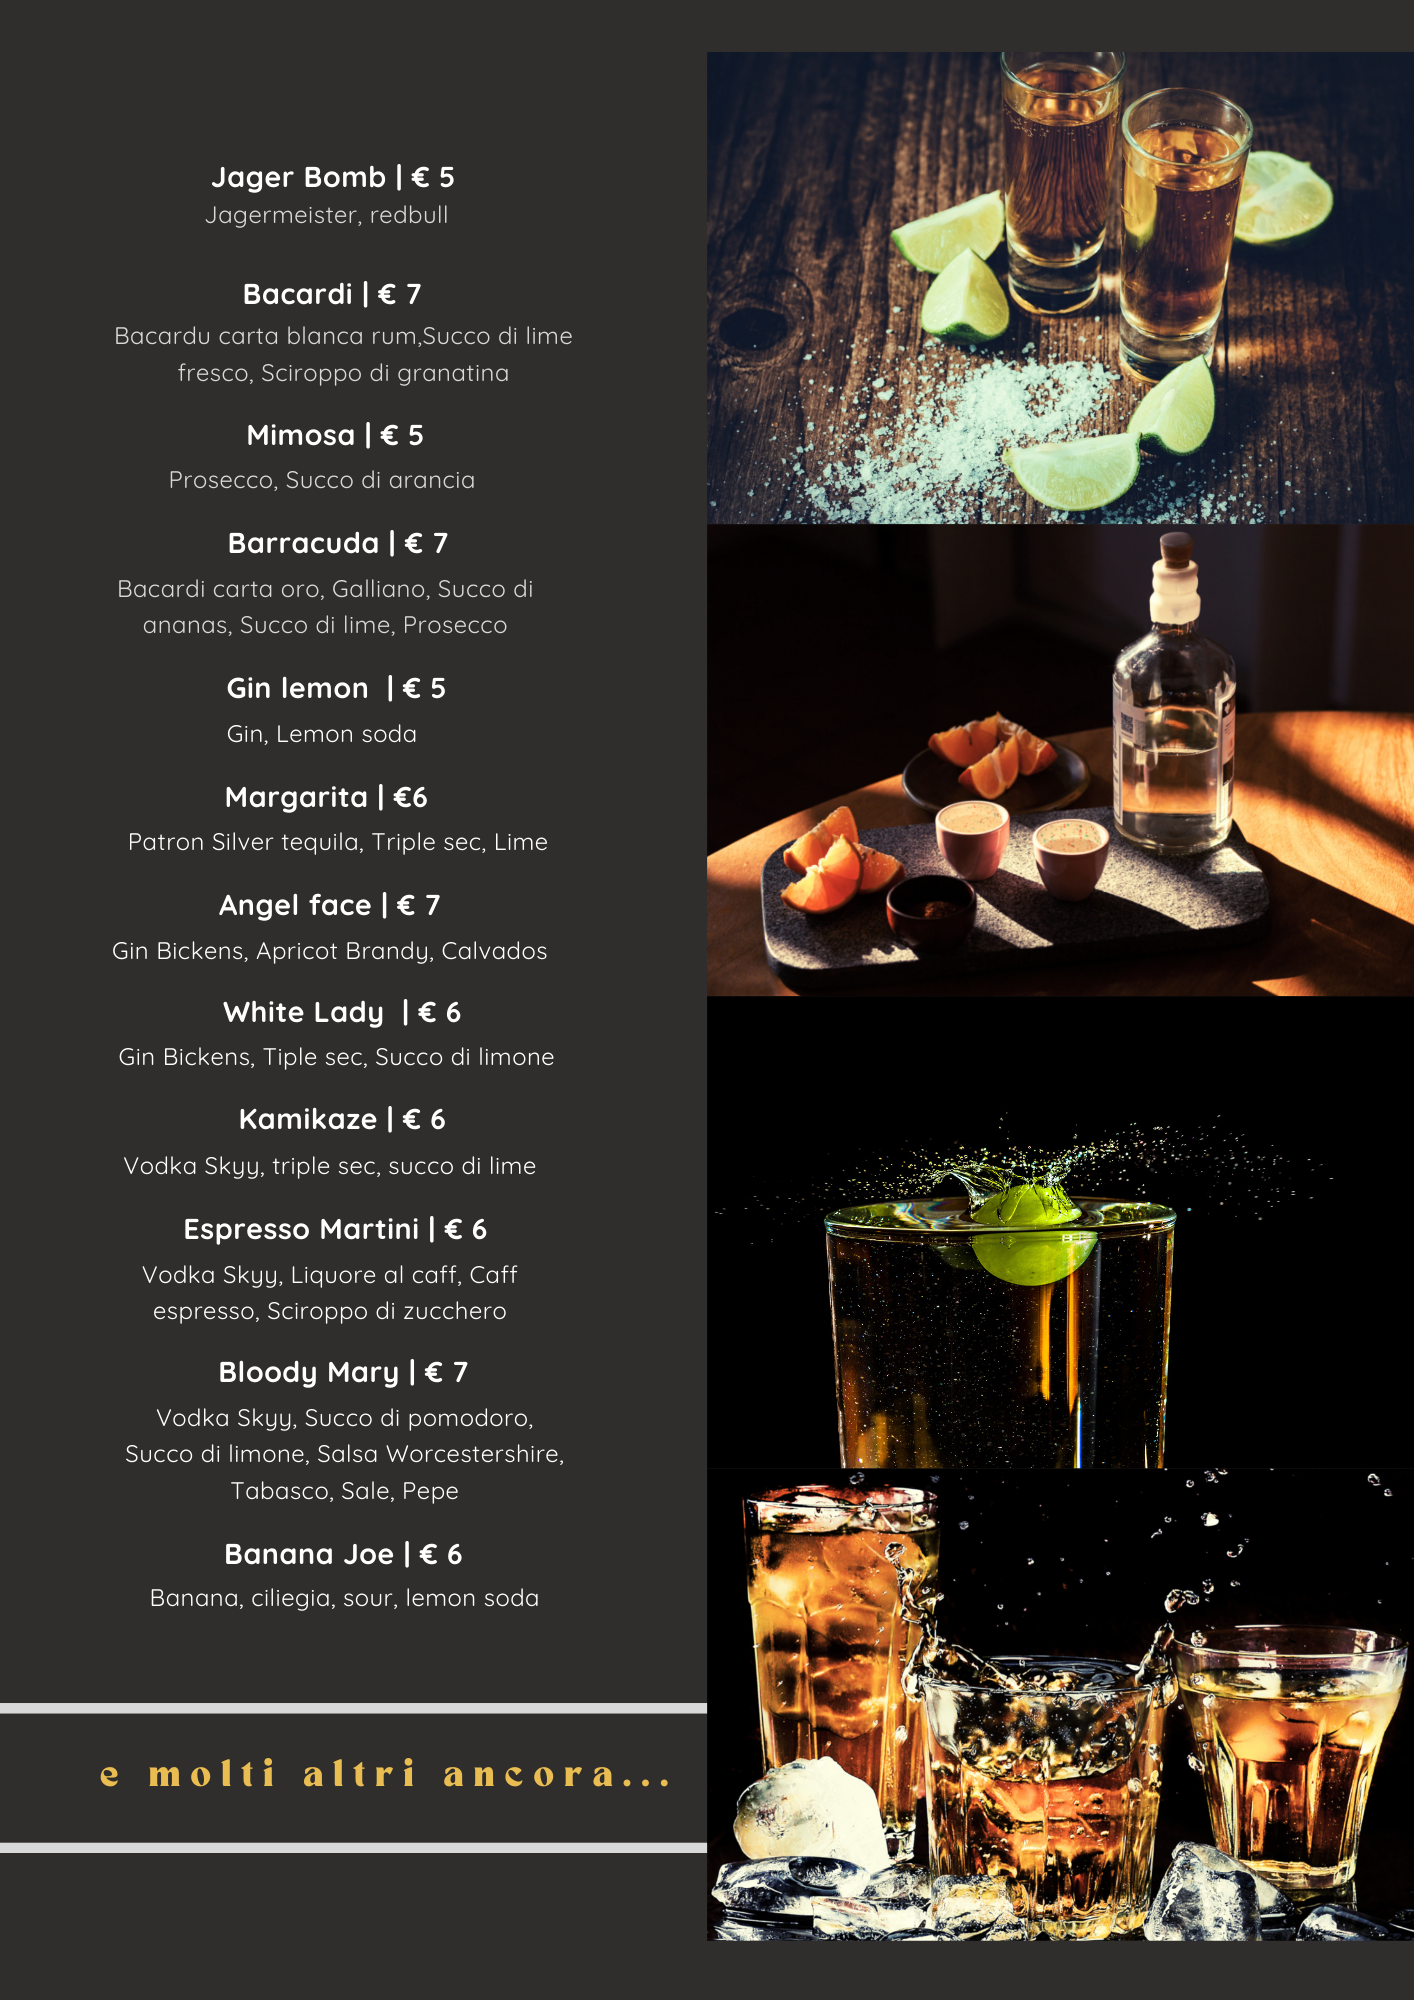 Jager Bomb | € 5
Jagermeister, redbull
Bacardi | € 7
Bacardu carta blanca rum,Succo di lime
fresco, Sciroppo di granatina
Mimosa | € 5
Prosecco, Succo di arancia
Barracuda | € 7
Bacardi carta oro, Galliano, Succo di
ananas, Succo di lime, Prosecco
Gin lemon | € 5
Gin, Lemon soda
Margarita | €6
Patron Silver tequila, Triple sec, Lime
Angel face | € 7
Gin Bickens, Apricot Brandy, Calvados
White Lady | € 6
Gin Bickens, Tiple sec, Succo di limone
Kamikaze | € 6
Vodka Skyy, triple sec, succo di lime
Espresso Martini | € 6
Vodka Skyy, Liquore al caff, Caff
espresso, Sciroppo di zucchero
Bloody Mary | € 7
Vodka Skyy, Succo di pomodoro,
Succo di limone, Salsa Worcestershire,
Tabasco, Sale, Pepe
Banana Joe | € 6
Banana, ciliegia, sour, lemon soda
e molti altri ancora...